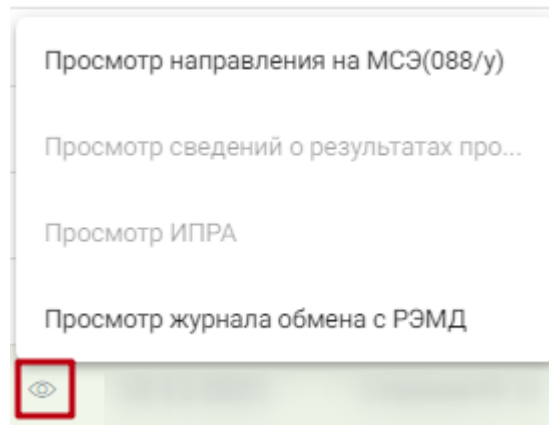 Просмотр направления на МСЭ(088/у)
Просмотр сведений о результатах про...
Просмотр ИПРА
Просмотр журнала обмена с РЭМД